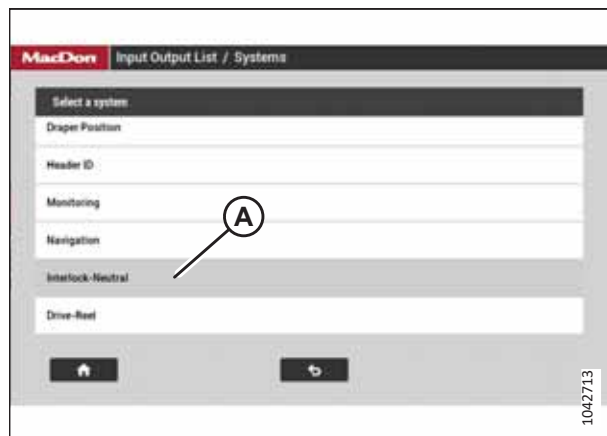 MacDon Input Output List / Systems
Select a system
Draper Position
Header ID
Monitoring
A
Navigation
Interlock-Neutral
Drive-Reel
1042713